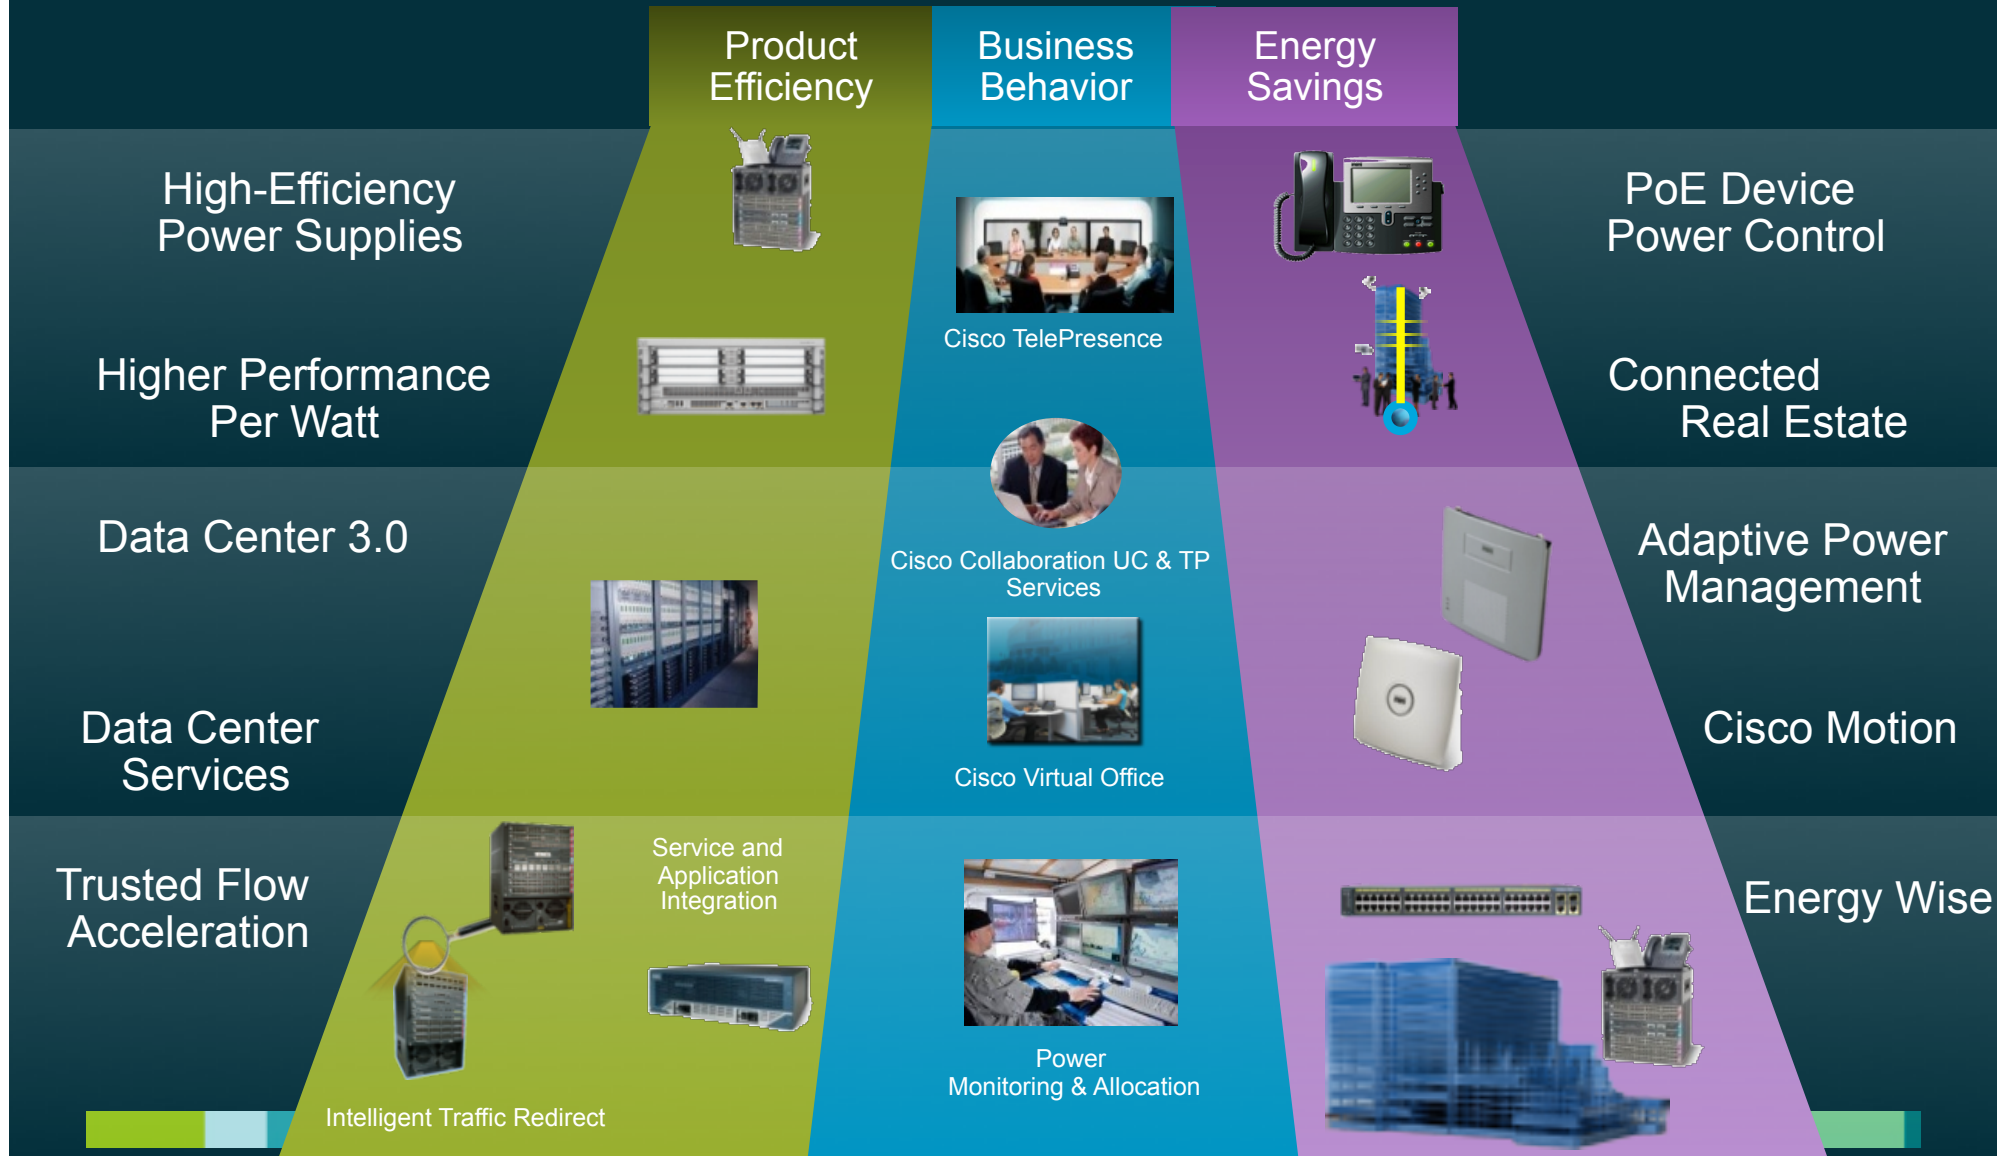 Product
Efficiency
Business
Behavior
Energy
Savings
High-Efficiency
Power Supplies
Higher Performance
Per Watt
Data Center 3.0
Data Center
Services
Trusted Flow
Acceleration
Service and
Application
Integration
Intelligent Traffic Redirect
Cisco TelePresence
Cisco Collaboration UC & TP
Services
Cisco Virtual Office
Power
Monitoring & Allocation
PoE Device
Power Control
Connected
Real Estate
Adaptive Power
Management
Cisco Motion
Energy Wise